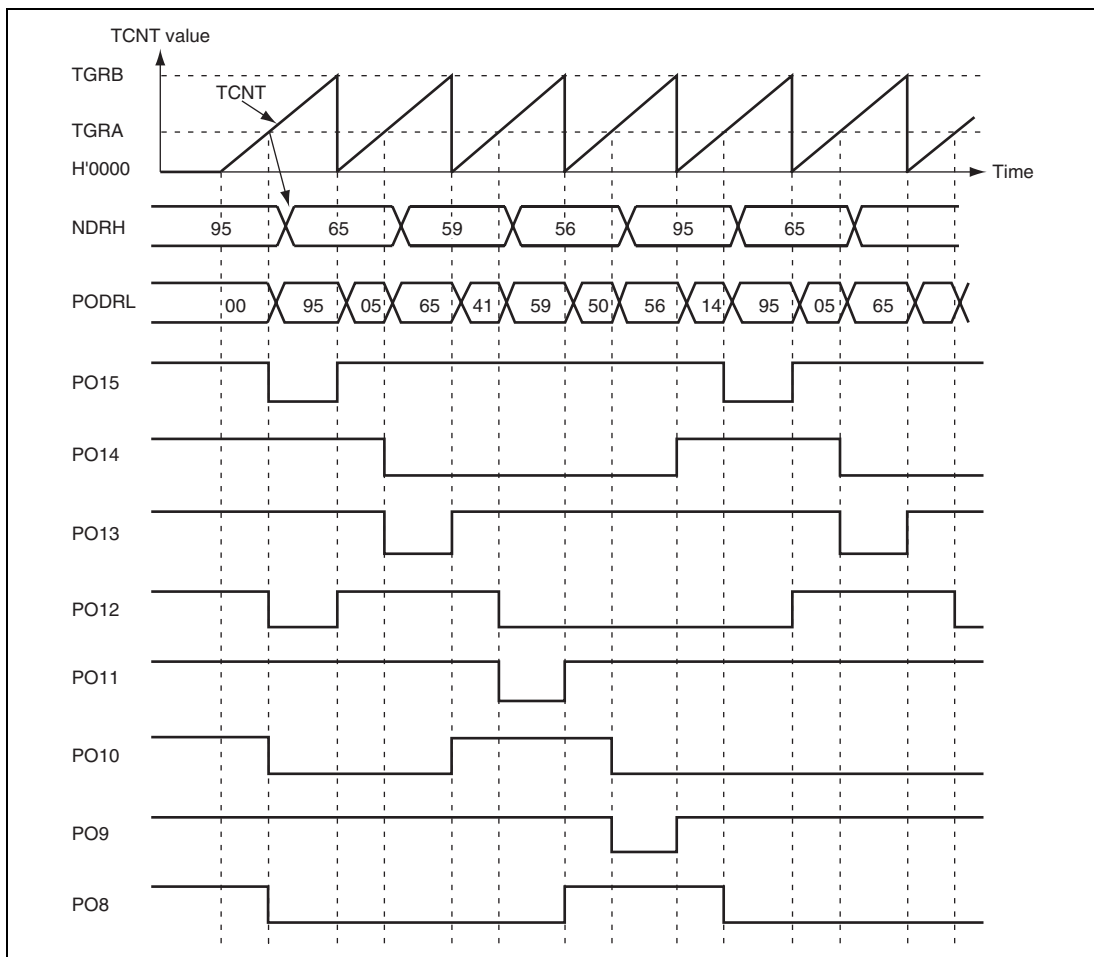 TCNT value
TGRB
TCNT
TGRA
H'0000
Time
NDRH
95 65 59 56 95 65
PODRL
00 95 05 65 41 59 50 56 14 95 05 65
PO15
PO14
PO13
PO12
PO11
PO10
PO9
PO8